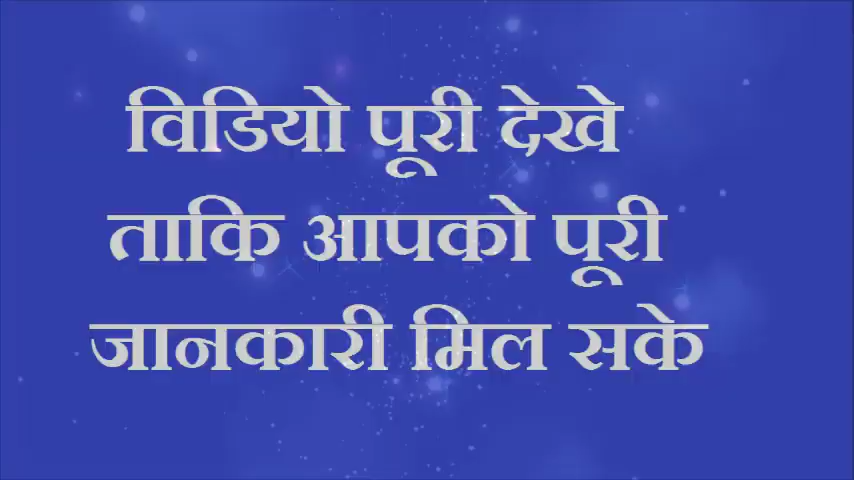 विडियो पूरी देखे
ताकि आपको पूरी
जानकारी मिल सके